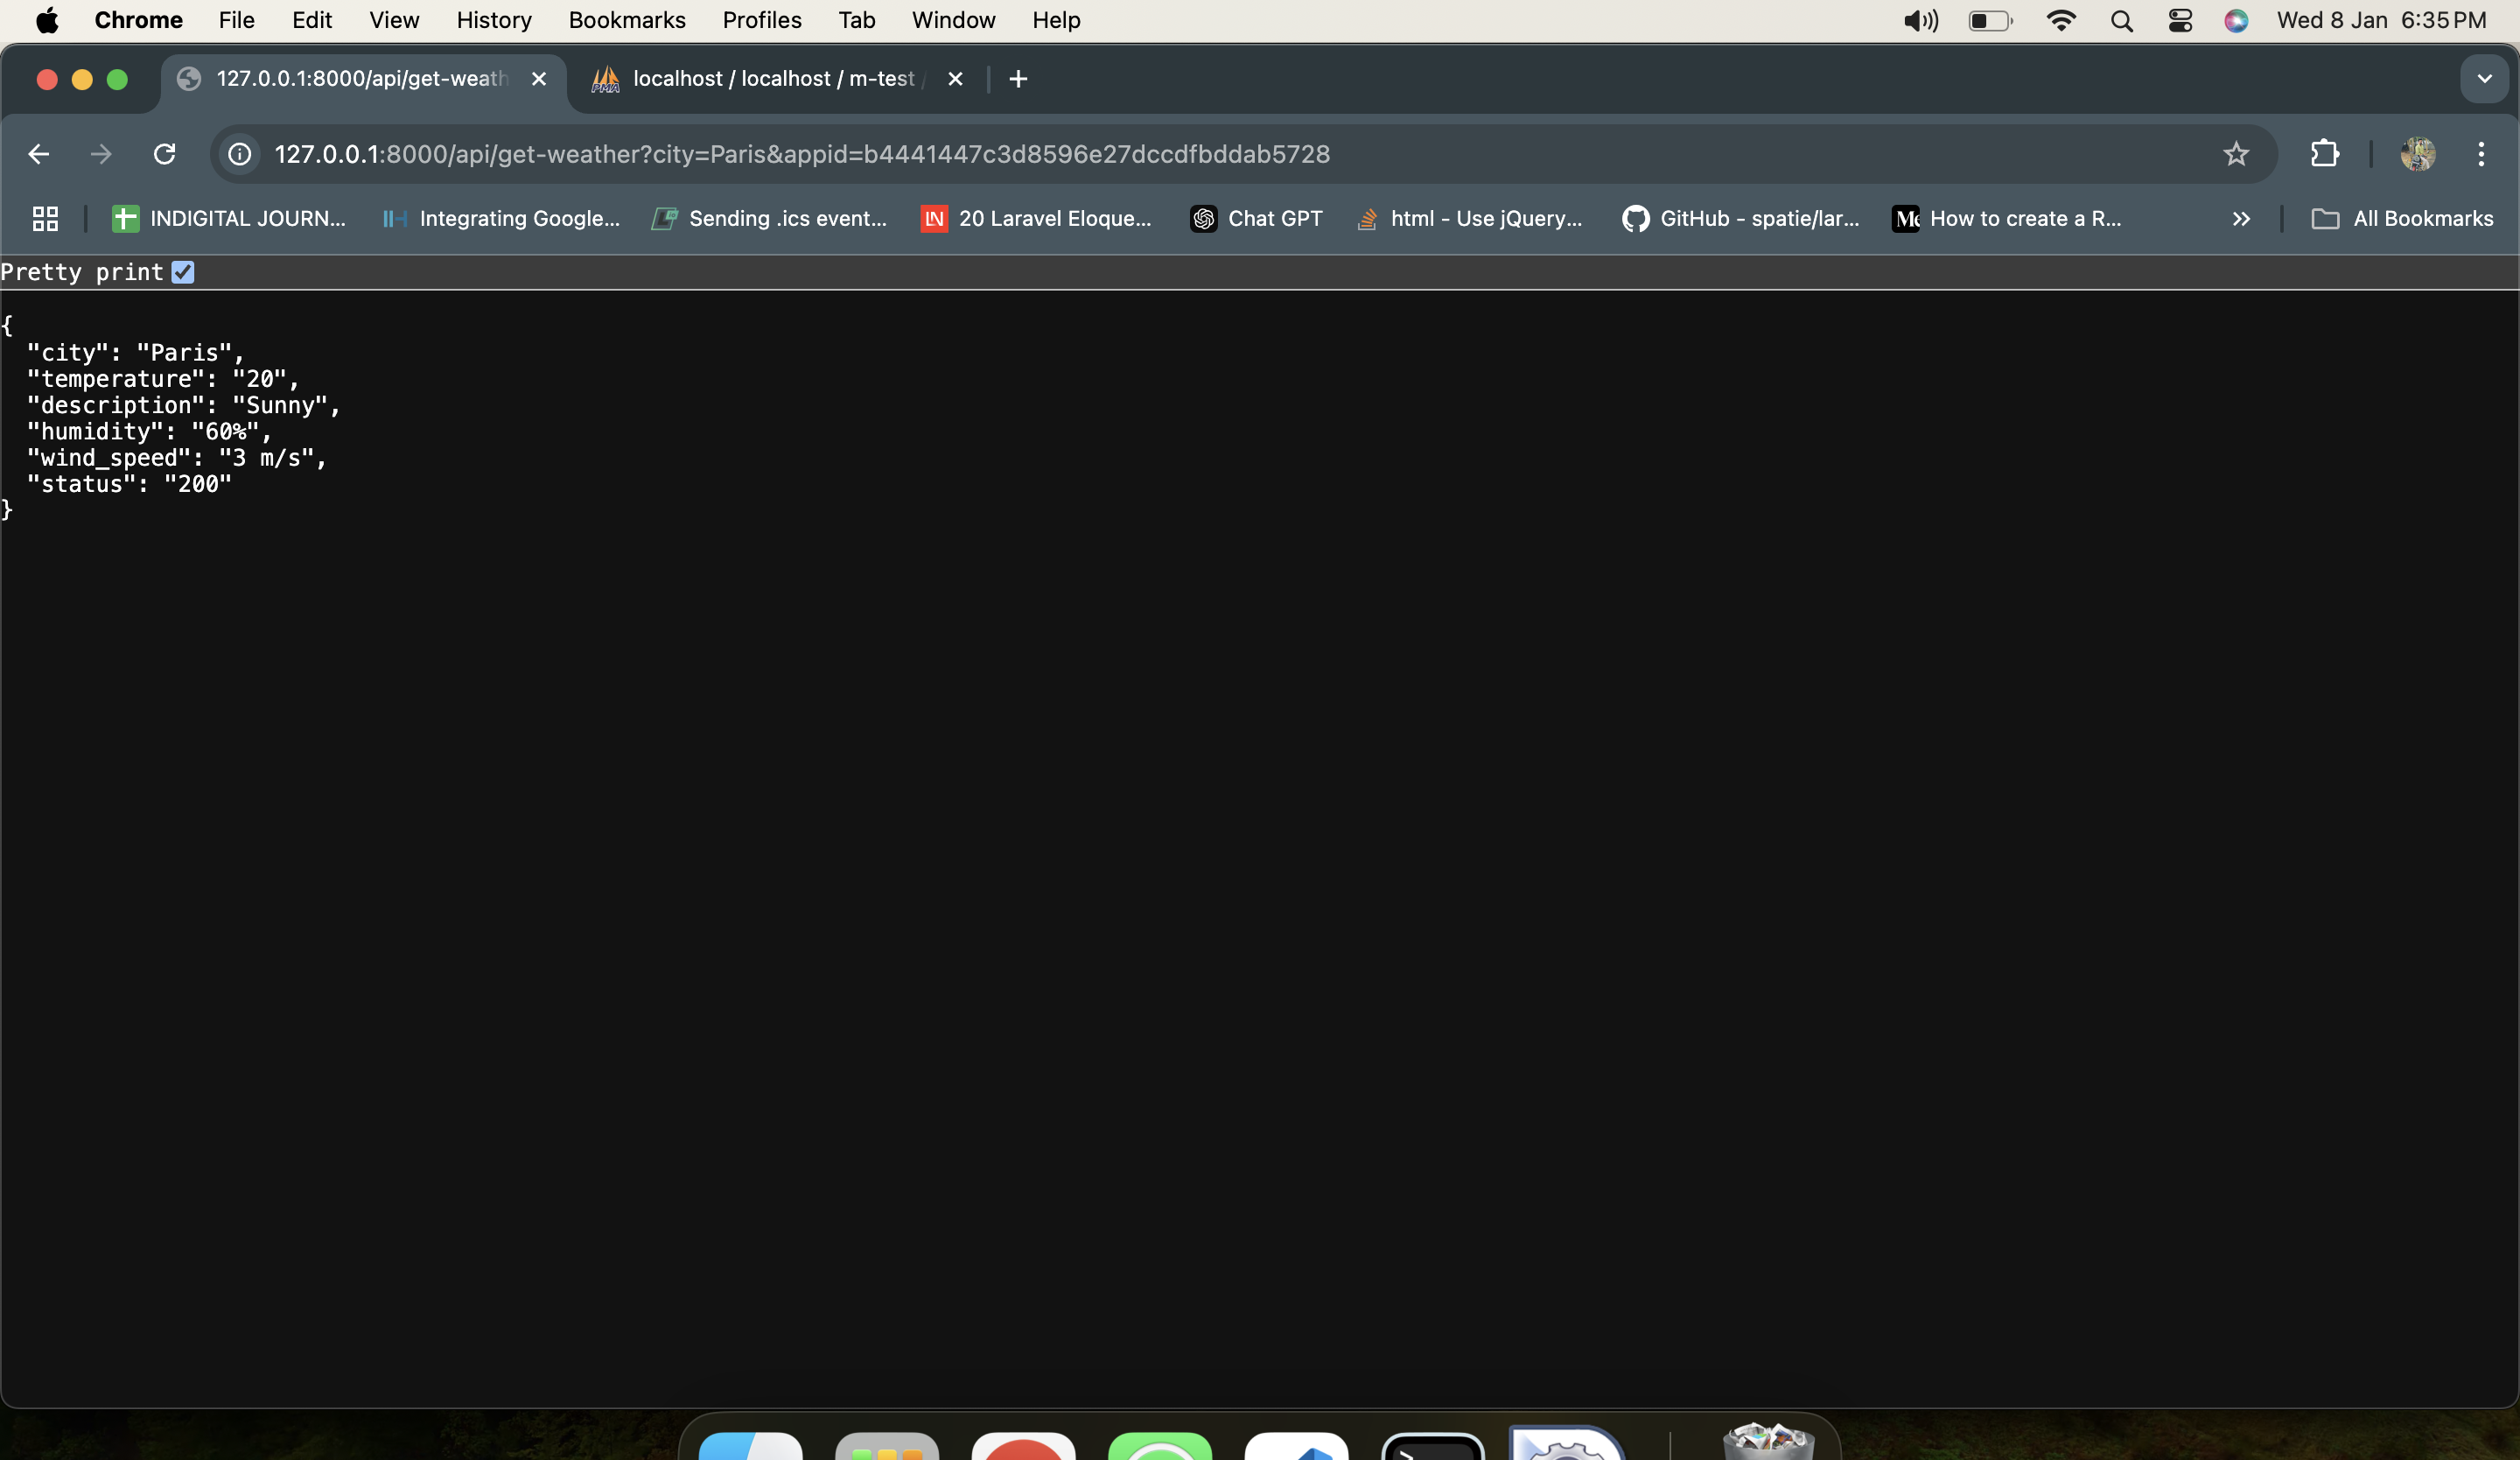 Chrome File Edit View History Bookmarks Profiles Tab Window Help Wed 8 Jan 6:35 PM
127.0.0.1:8000/api/get-weath localhost / localhost / m-test /
127.0.0.1:8000/api/get-weather?city=Paris&appid=b4441447c3d8596e27dccdfbddab5728
INDIGITAL JOURN... Integrating Google... Sending .ics event... LN 20 Laravel Eloque... Chat GPT html - Use jQuery... GitHub - spatie/lar... How to create a R... All Bookmarks
Pretty print
{
"city": "Paris",
"temperature": "20",
"description": "Sunny",
"humidity": "60%",
"wind_speed": "3 m/s",
"status": "200"
}